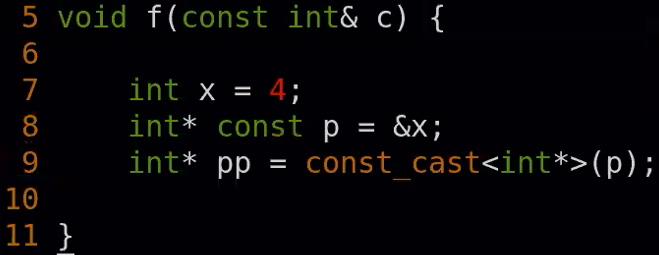 5 void f(const int& c) {
6
7     int x = 4;
8     int* const p = &x;
9     int* pp = const_cast<int*>(p);
10
11 }